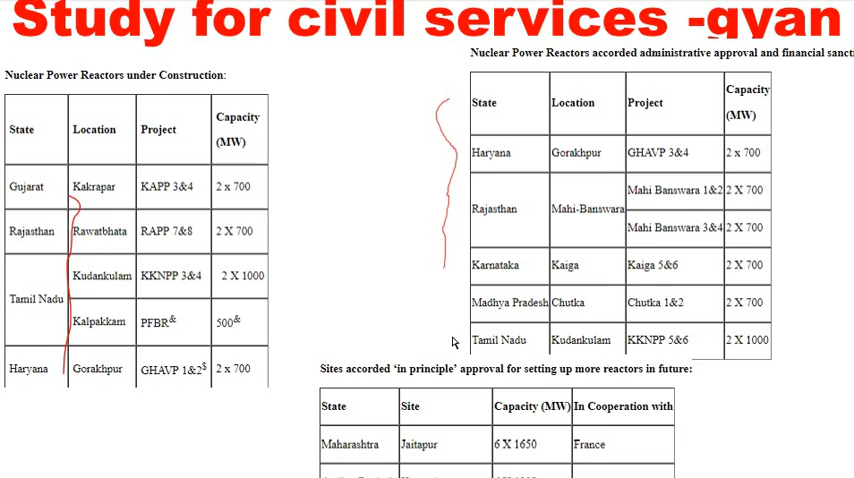 Study for civil services -gyan
Nuclear Power Reactors under Construction:
State Location Project Capacity (MW)
Gujarat Kakrapar KAPP 3&4 2 x 700
Rajasthan Rawatbhata RAPP 7&8 2 X 700
Tamil Nadu Kudankulam KKNPP 3&4 2 X 1000
Kalpakkam PFBR& 500&
Haryana Gorakhpur GHAVP 1&2$ 2 x 700
Nuclear Power Reactors accorded administrative approval and financial
State Location Project Capacity (MW)
Haryana Gorakhpur GHAVP 3&4 2 x 700
Rajasthan Mahi-Banswara Mahi Banswara 1&2 2 X 700
Mahi Banswara 3&4 2 X 700
Karnataka Kaiga Kaiga 5&6 2 X 700
Madhya Pradesh Chutka Chutka 1&2 2 X 700
Tamil Nadu Kudankulam KKNPP 5&6 2 X 1000
Sites accorded ‘in principle’ approval for setting up more reactors in future:
State Site Capacity (MW) In Cooperation with
Maharashtra Jaitapur 6 X 1650 France